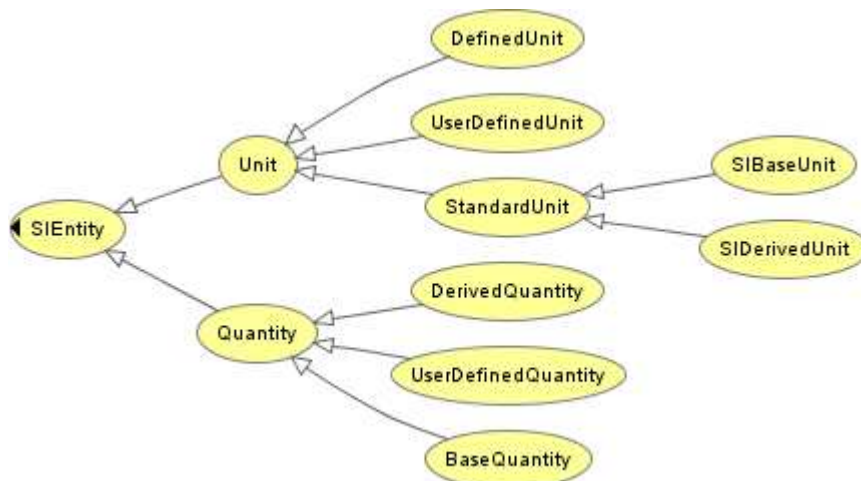 DefinedUnit
UserDefinedUnit
Unit
SIBaseUnit
StandardUnit
SIEntity
SIDerivedUnit
DerivedQuantity
Quantity
UserDefinedQuantity
BaseQuantity